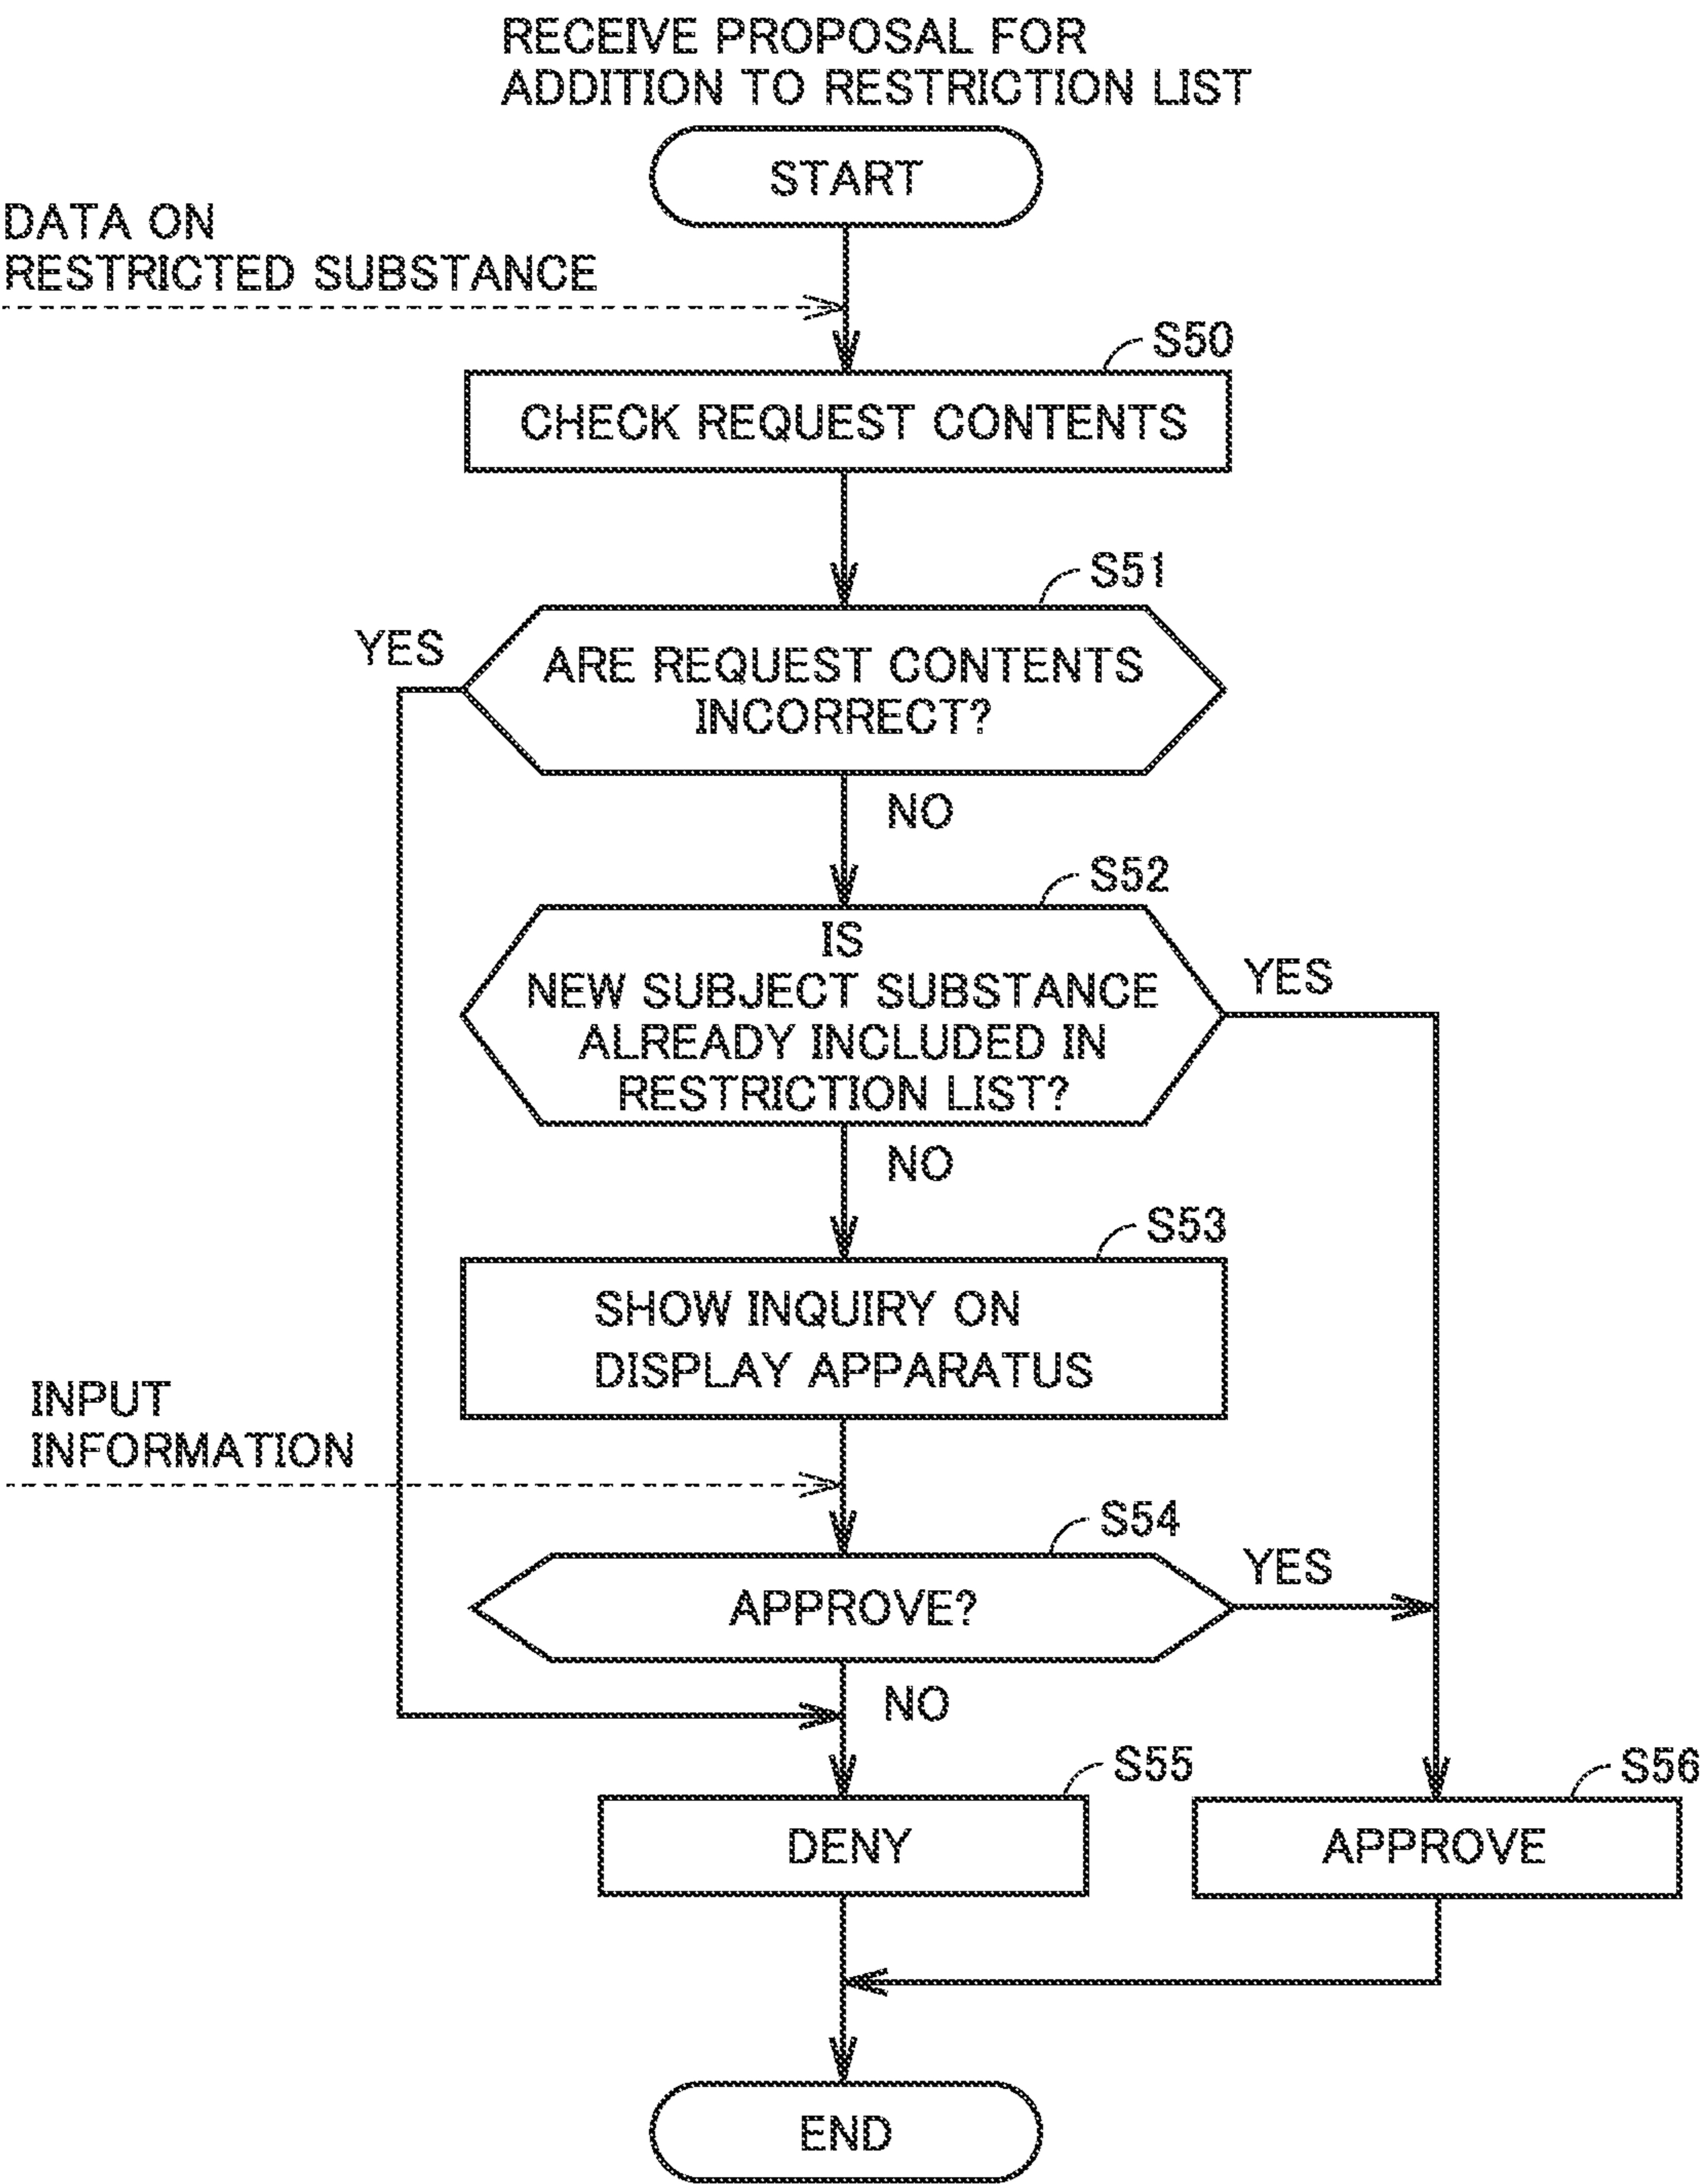 RECEIVE PROPOSAL FOR
ADDITION TO RESTRICTION LIST
START
DATA ON
RESTRICTED SUBSTANCE
S50
CHECK REQUEST CONTENTS
S51
YES
ARE REQUEST CONTENTS
INCORRECT?
NO
S52
IS
NEW SUBJECT SUBSTANCE
ALREADY INCLUDED IN
RESTRICTION LIST?
YES
NO
S53
SHOW INQUIRY ON
DISPLAY APPARATUS
INPUT
INFORMATION
S54
APPROVE?
YES
NO
S55
DENY
S56
APPROVE
END